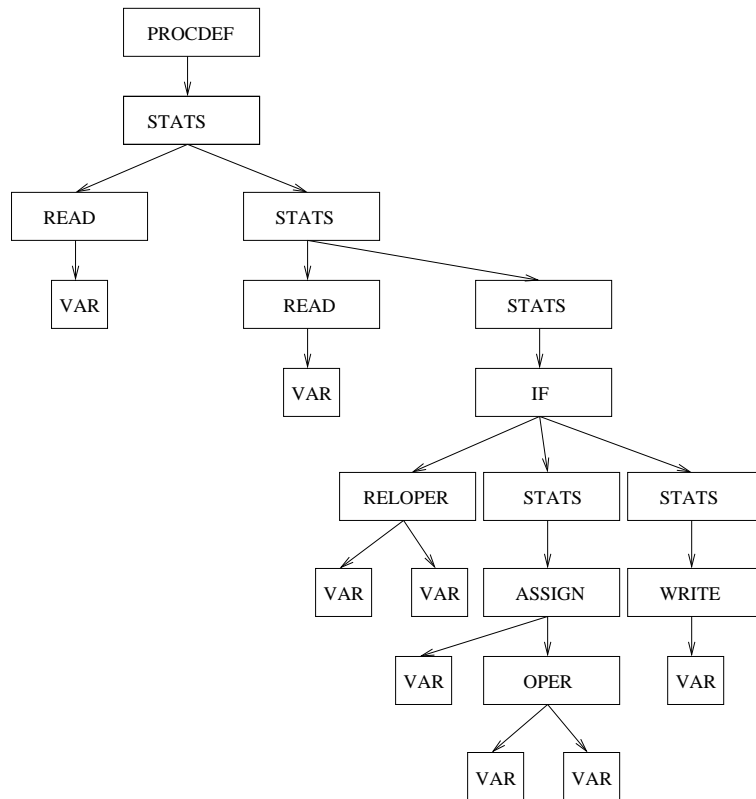 PROCDEF
STATS
READ
STATS
VAR
READ
STATS
VAR
IF
RELOPER
STATS
STATS
VAR
VAR
ASSIGN
WRITE
VAR
OPER
VAR
VAR
VAR